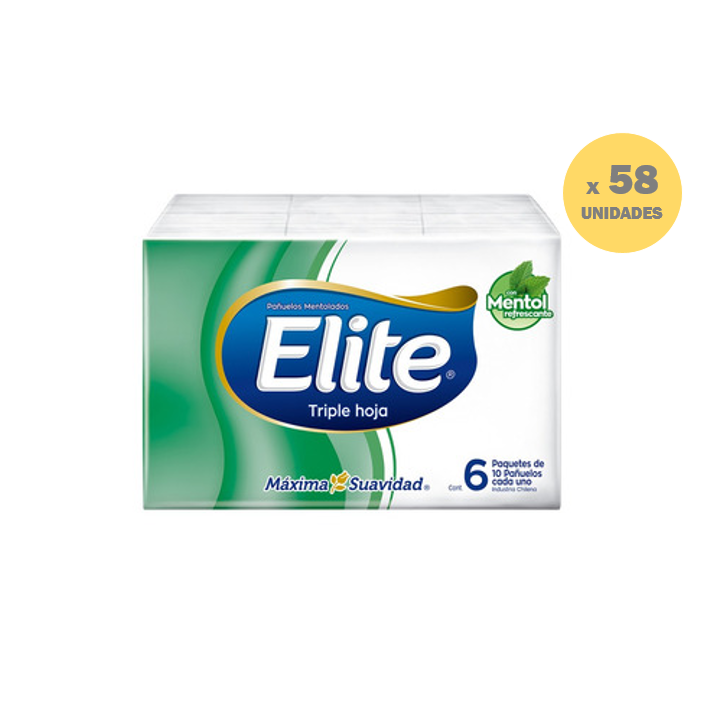 x 58
UNIDADES
Pañuelos Mentolados
Elite®
Triple hoja
con
Mentol
refrescante
Máxima Suavidad®
Cont. 6 Paquetes de
10 Pañuelos
cada uno
Industria Chilena